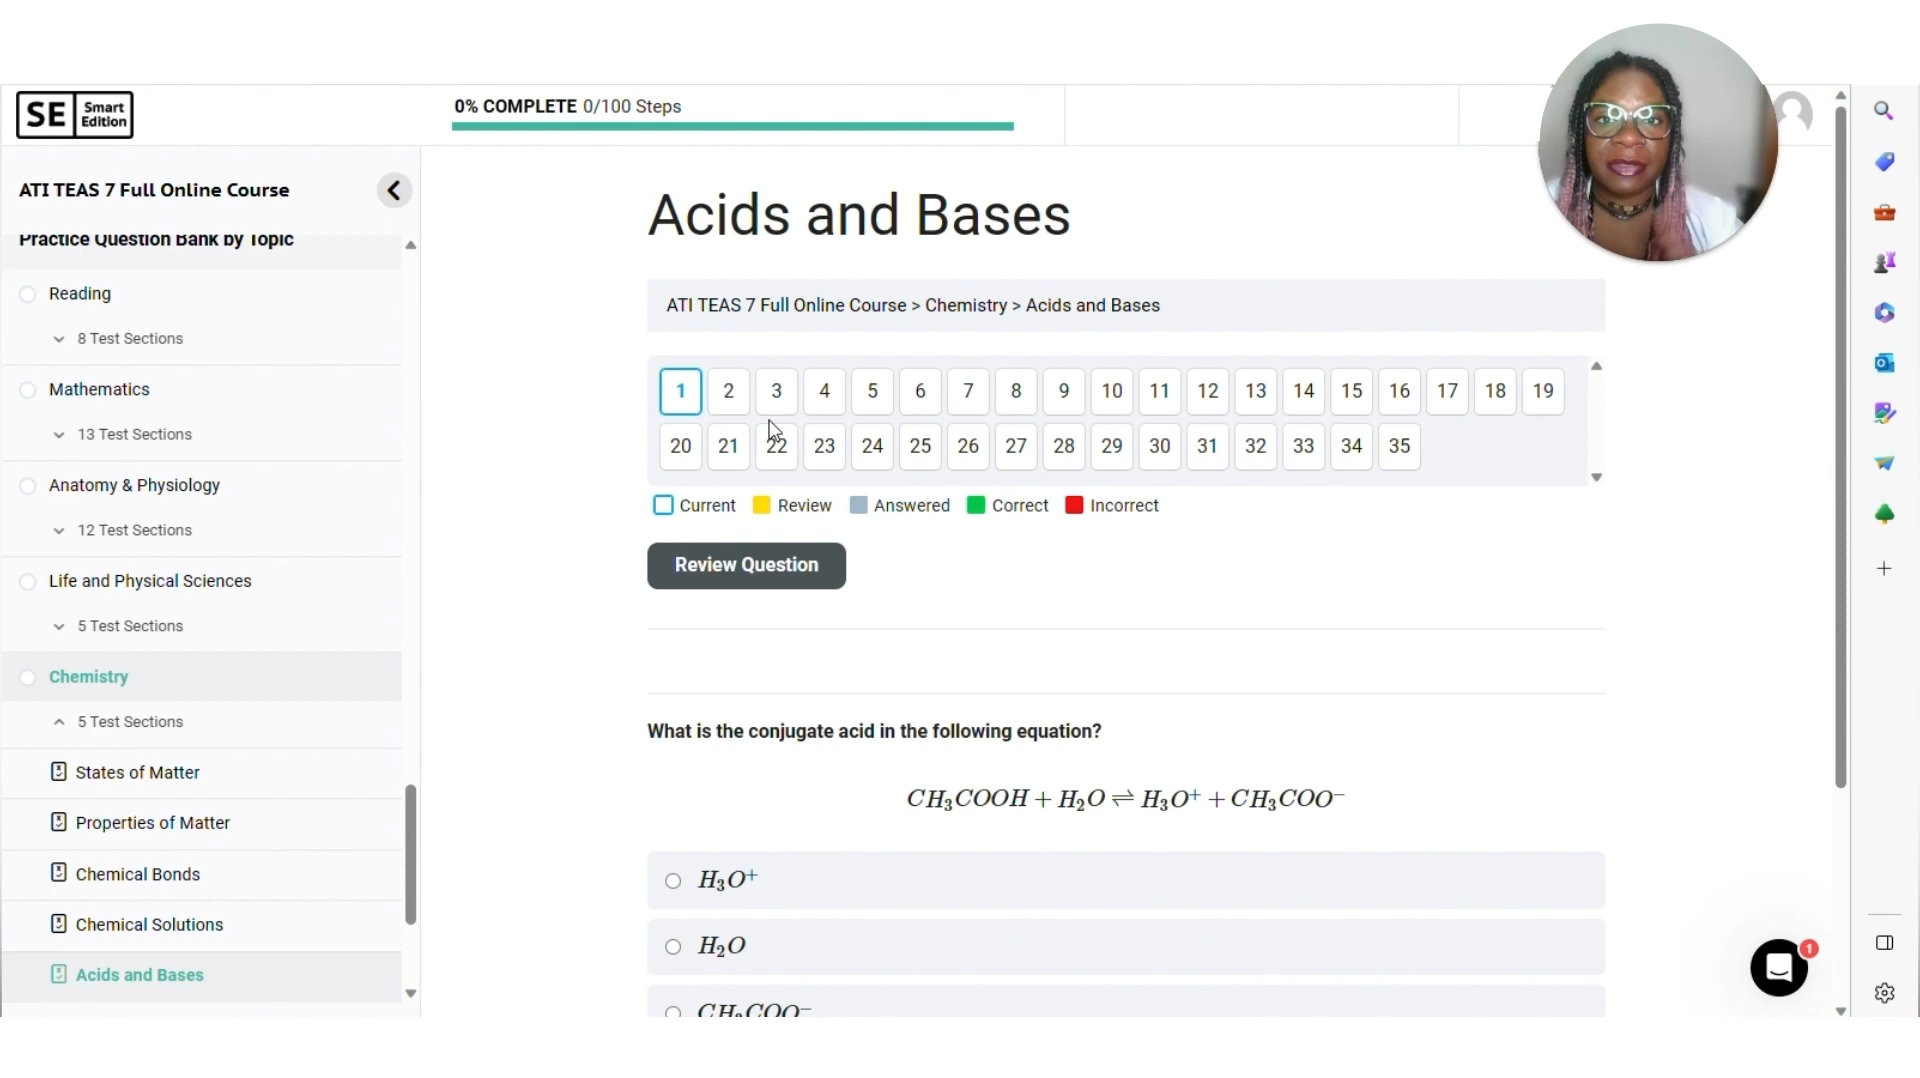 SE Smart Edition
0% COMPLETE 0/100 Steps
ATI TEAS 7 Full Online Course
Practice Question Bank by Topic
Reading
8 Test Sections
Mathematics
13 Test Sections
Anatomy & Physiology
12 Test Sections
Life and Physical Sciences
5 Test Sections
Chemistry
5 Test Sections
States of Matter
Properties of Matter
Chemical Bonds
Chemical Solutions
Acids and Bases
Acids and Bases
ATI TEAS 7 Full Online Course > Chemistry > Acids and Bases
1 2 3 4 5 6 7 8 9 10 11 12 13 14 15 16 17 18 19
20 21 22 23 24 25 26 27 28 29 30 31 32 33 34 35
Current Review Answered Correct Incorrect
Review Question
What is the conjugate acid in the following equation?
CH₃COOH + H₂O ⇌ H₃O⁺ + CH₃COO⁻
H₃O⁺
H₂O
CH₃COO⁻
1